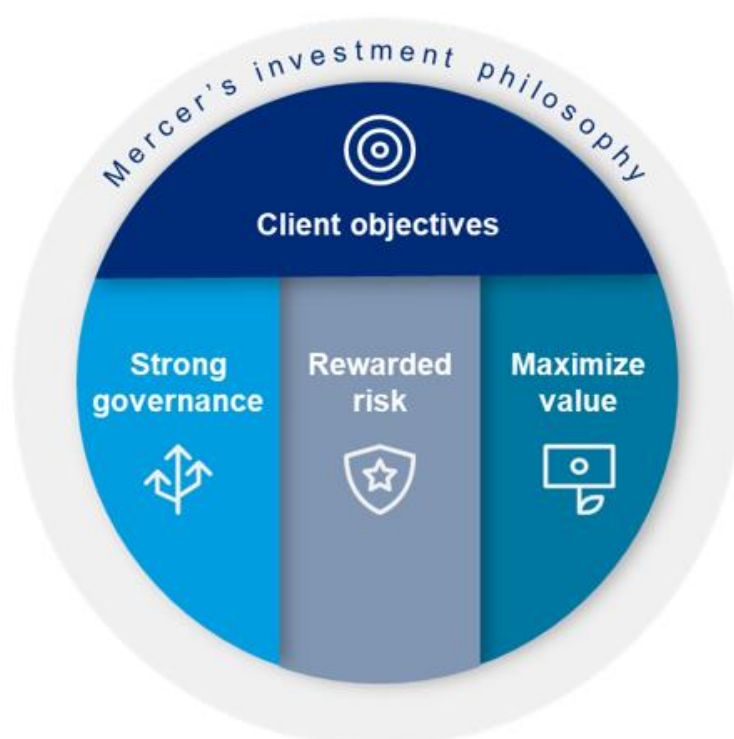 Mercer's investment philosophy
Client objectives
Strong
governance
Rewarded
risk
Maximize
value